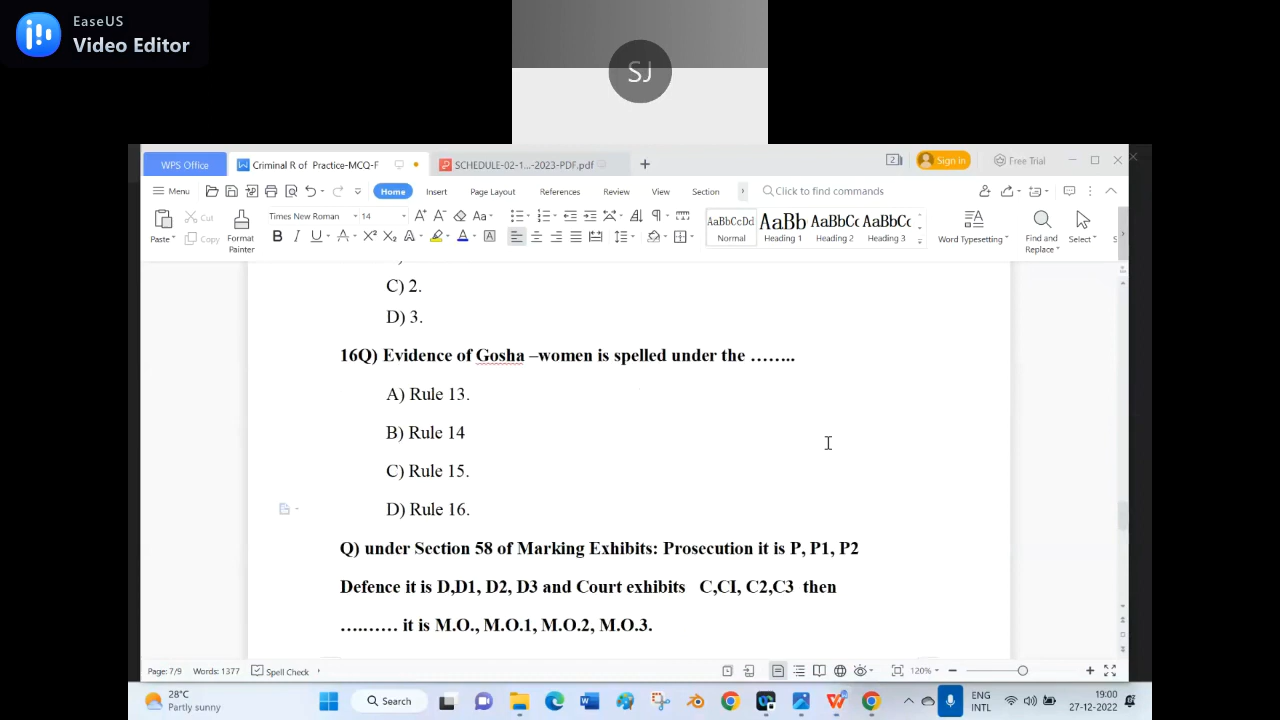 EaseUS
Video Editor
SJ
WPS Office
Criminal R of Practice-MCQ-F
SCHEDULE-02-1...-2023-PDF.pdf
Sign in
Free Trial
Menu
Home
Insert
Page Layout
References
Review
View
Section
Click to find commands
Paste
Cut
Copy
Format
Painter
Times New Roman
14
AaBbCcDd
Normal
AaBb
Heading 1
AaBbCc
Heading 2
AaBbCc
Heading 3
Word Typesetting
Find and
Replace
Select
C) 2.
D) 3.
16Q) Evidence of Gosha –women is spelled under the ……..
A) Rule 13.
B) Rule 14
C) Rule 15.
D) Rule 16.
Q) under Section 58 of Marking Exhibits: Prosecution it is P, P1, P2
Defence it is D,D1, D2, D3 and Court exhibits C,CI, C2,C3 then
………. it is M.O., M.O.1, M.O.2, M.O.3.
Page: 7/9
Words: 1377
Spell Check
120%
28°C
Partly sunny
Search
ENG
INTL
19:00
27-12-2022